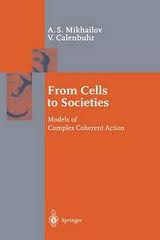 A. S. Mikhailov
V. Calenbuhr
From Cells
to Societies
Models of
Complex Coherent Action
Springer